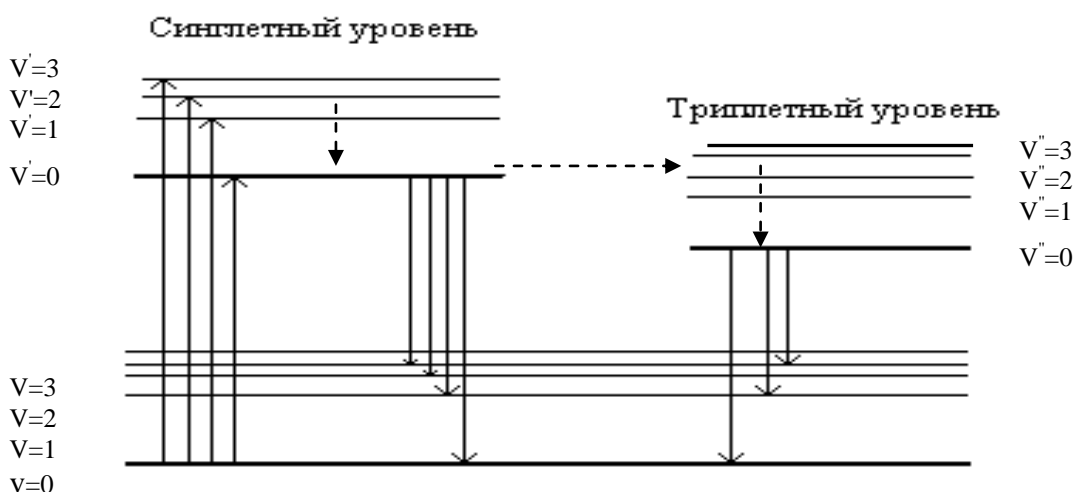 Синглетный уровень
V'=3
V'=2
V'=1
V'=0
Триплетный уровень
V"=3
V"=2
V"=1
V"=0
V=3
V=2
V=1
v=0